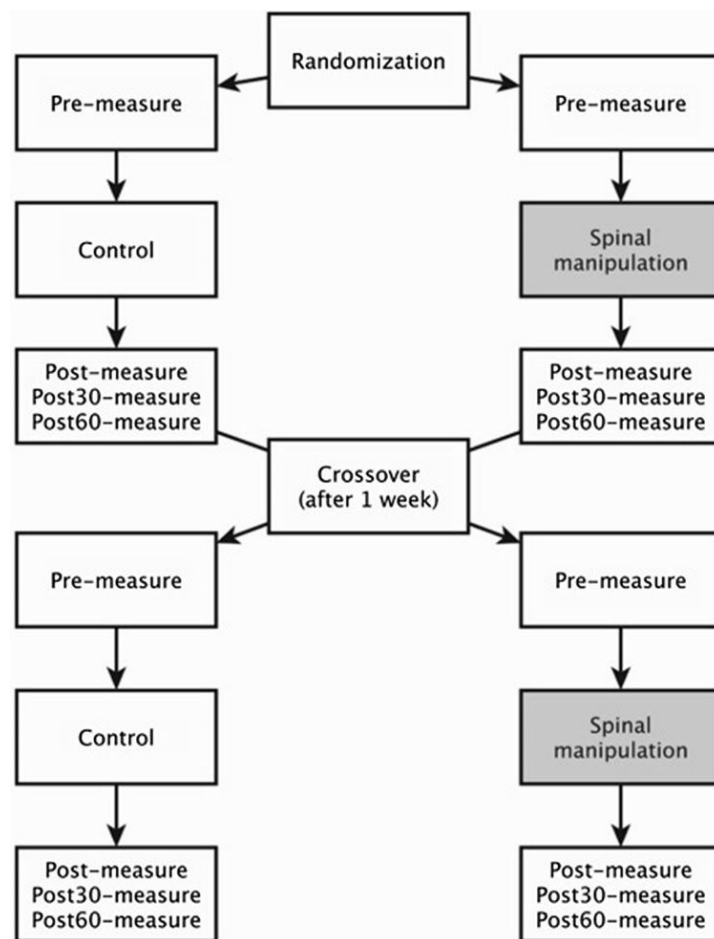 Randomization
Pre-measure
Pre-measure
Control
Spinal
manipulation
Post-measure
Post30-measure
Post60-measure
Post-measure
Post30-measure
Post60-measure
Crossover
(after 1 week)
Pre-measure
Pre-measure
Control
Spinal
manipulation
Post-measure
Post30-measure
Post60-measure
Post-measure
Post30-measure
Post60-measure